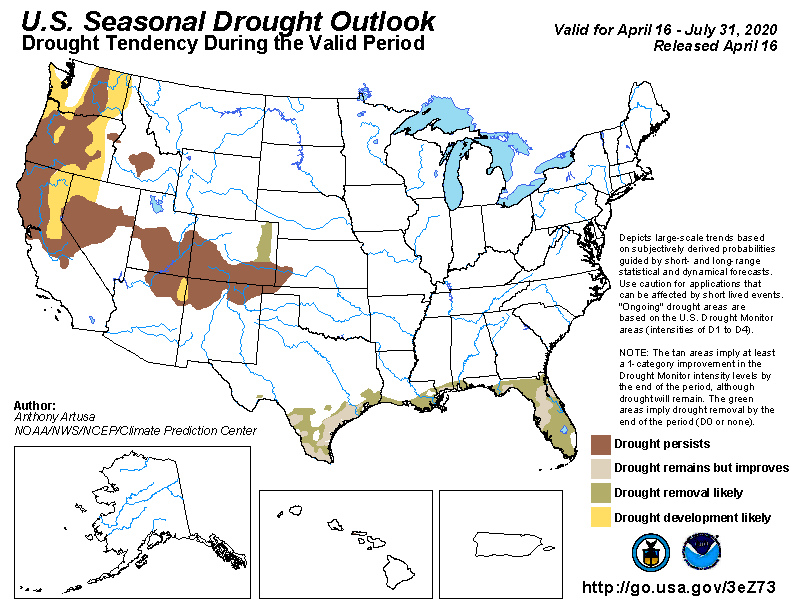 U.S. Seasonal Drought Outlook
Drought Tendency During the Valid Period
Valid for April 16 - July 31, 2020
Released April 16
Depicts large-scale trends based
on subjectively derived probabilities
guided by short- and long-range
statistical and dynamical forecasts.
Use caution for applications that
can be affected by short lived events.
"Ongoing" drought areas are
based on the U.S. Drought Monitor
areas (intensities of D1 to D4).
NOTE: The tan areas imply at least
a 1-category improvement in the
Drought Monitor intensity levels by
the end of the period, although
drought will remain. The green
areas imply drought removal by the
end of the period (D0 or none).
Author:
Anthony Artusa
NOAA/NWS/NCEP/Climate Prediction Center
Drought persists
Drought remains but improves
Drought removal likely
Drought development likely
http://go.usa.gov/3eZ73